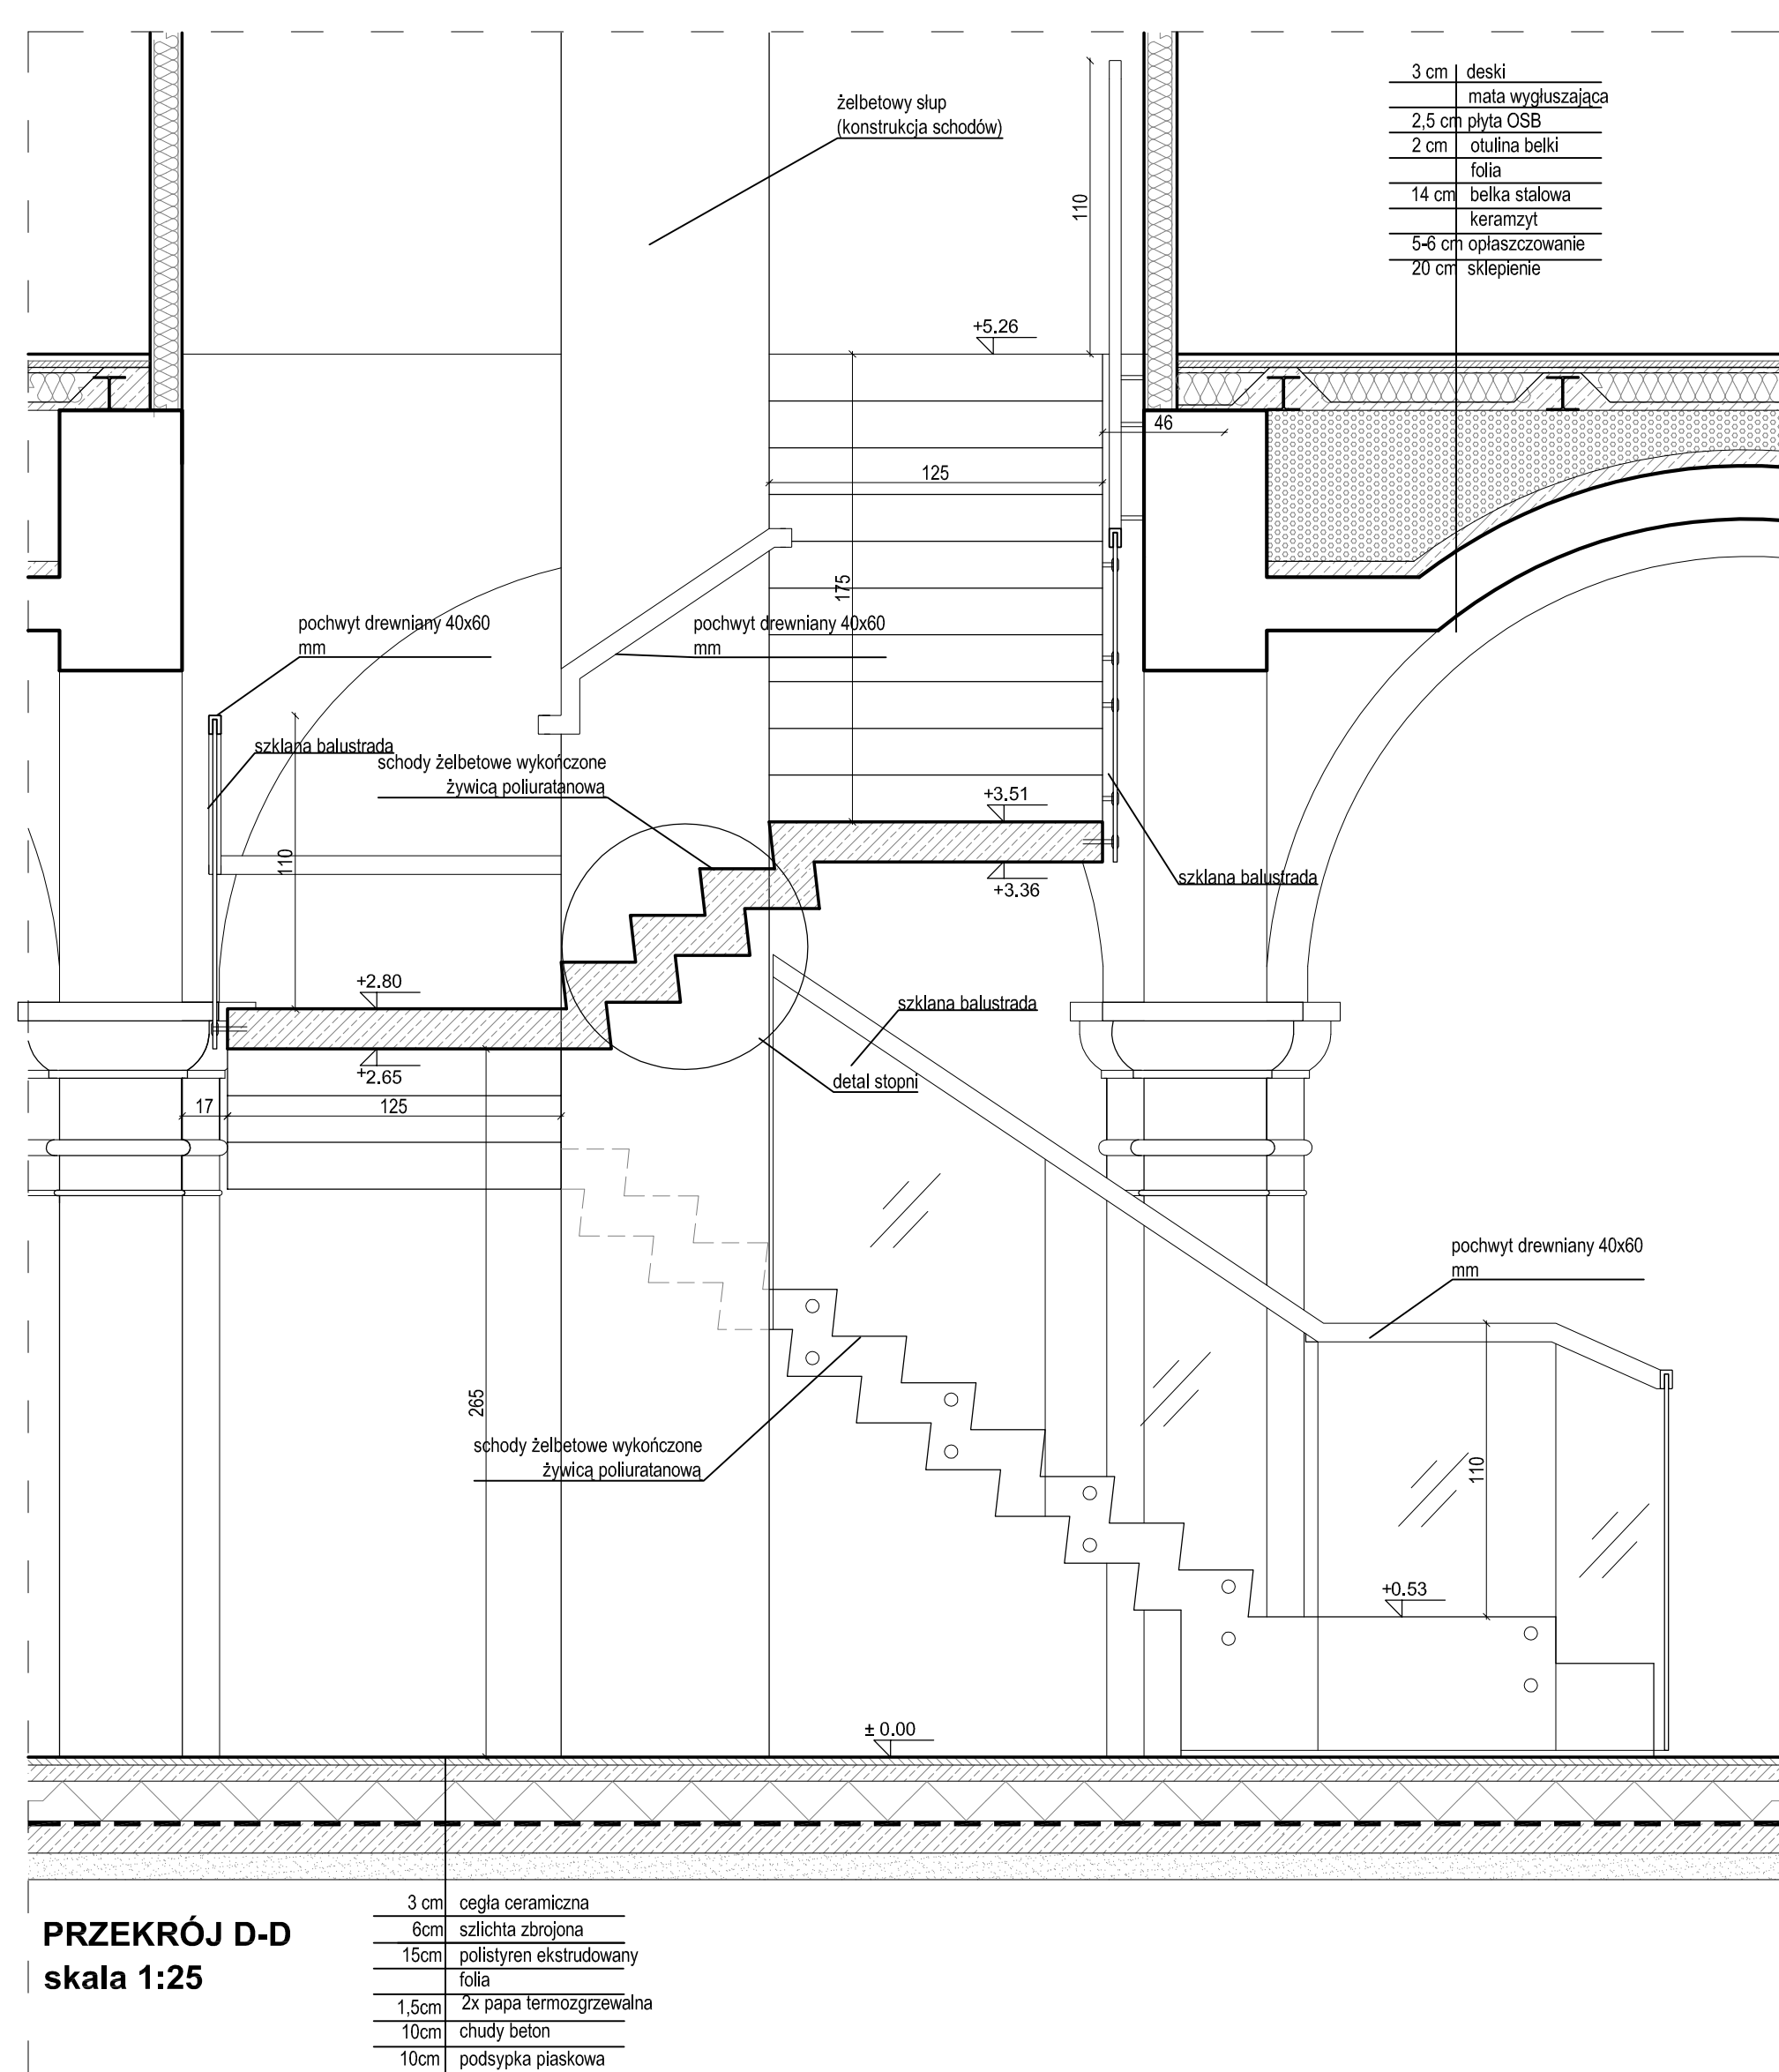 3 cm deski
mata wygłuszająca
2,5 cm płyta OSB
2 cm otulina belki
folia
14 cm belka stalowa
keramzyt
5-6 cm opłaszczowanie
20 cm sklepienie
żelbetowy słup
(konstrukcja schodów)
110
+5.26
46
125
175
pochwyt drewniany 40x60
mm
pochwyt drewniany 40x60
mm
szklana balustrada
schody żelbetowe wykończone
żywicą poliuratanowa
110
+3.51
+3.36
szklana balustrada
+2.80
+2.65
szklana balustrada
detal stopni
17
125
pochwyt drewniany 40x60
mm
265
schody żelbetowe wykończone
żywicą poliuratanową
110
+0.53
± 0.00
PRZEKRÓJ D-D
skala 1:25
3 cm cegła ceramiczna
6cm szlichta zbrojona
15cm polistyren ekstrudowany
folia
1,5cm 2x papa termozgrzewalna
10cm chudy beton
10cm podsypka piaskowa